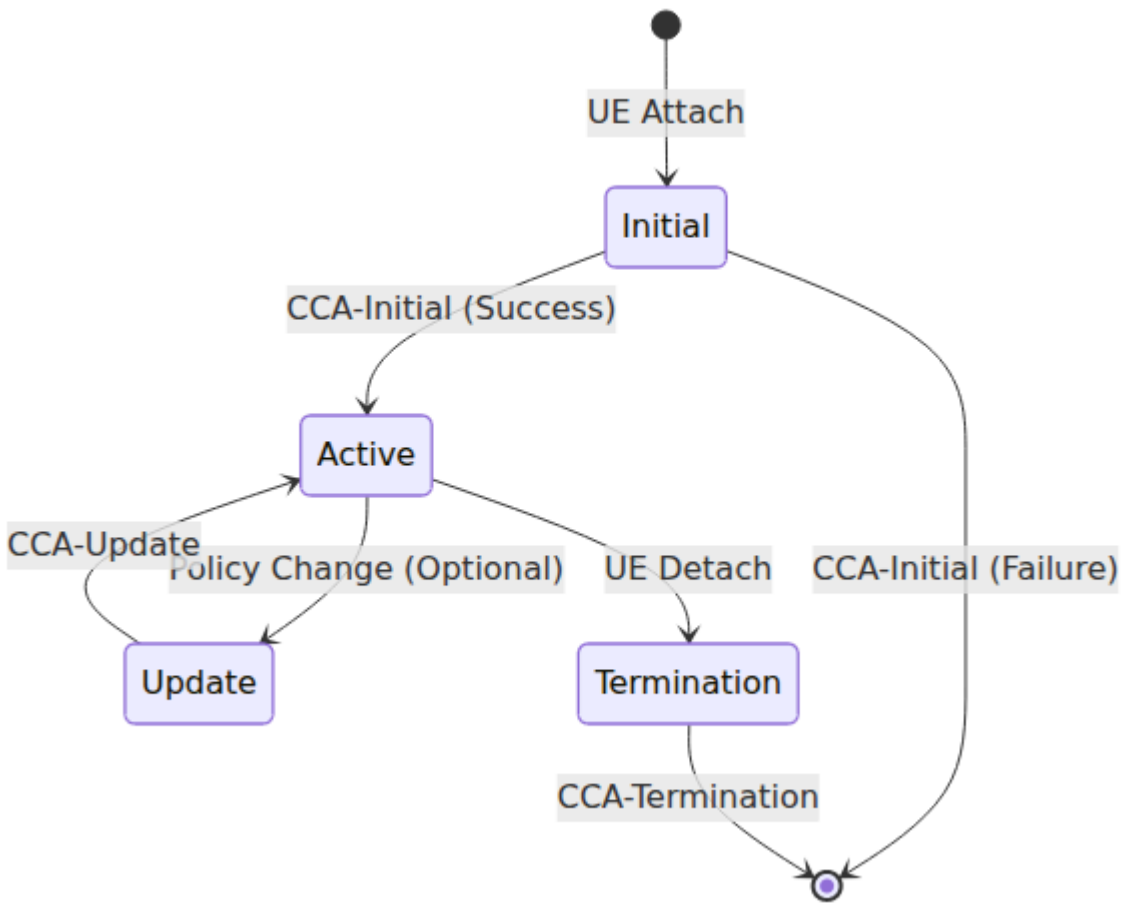 UE Attach
Initial
CCA-Initial (Success)
Active
CCA-Update
Policy Change (Optional)
UE Detach
CCA-Initial (Failure)
Update
Termination
CCA-Termination